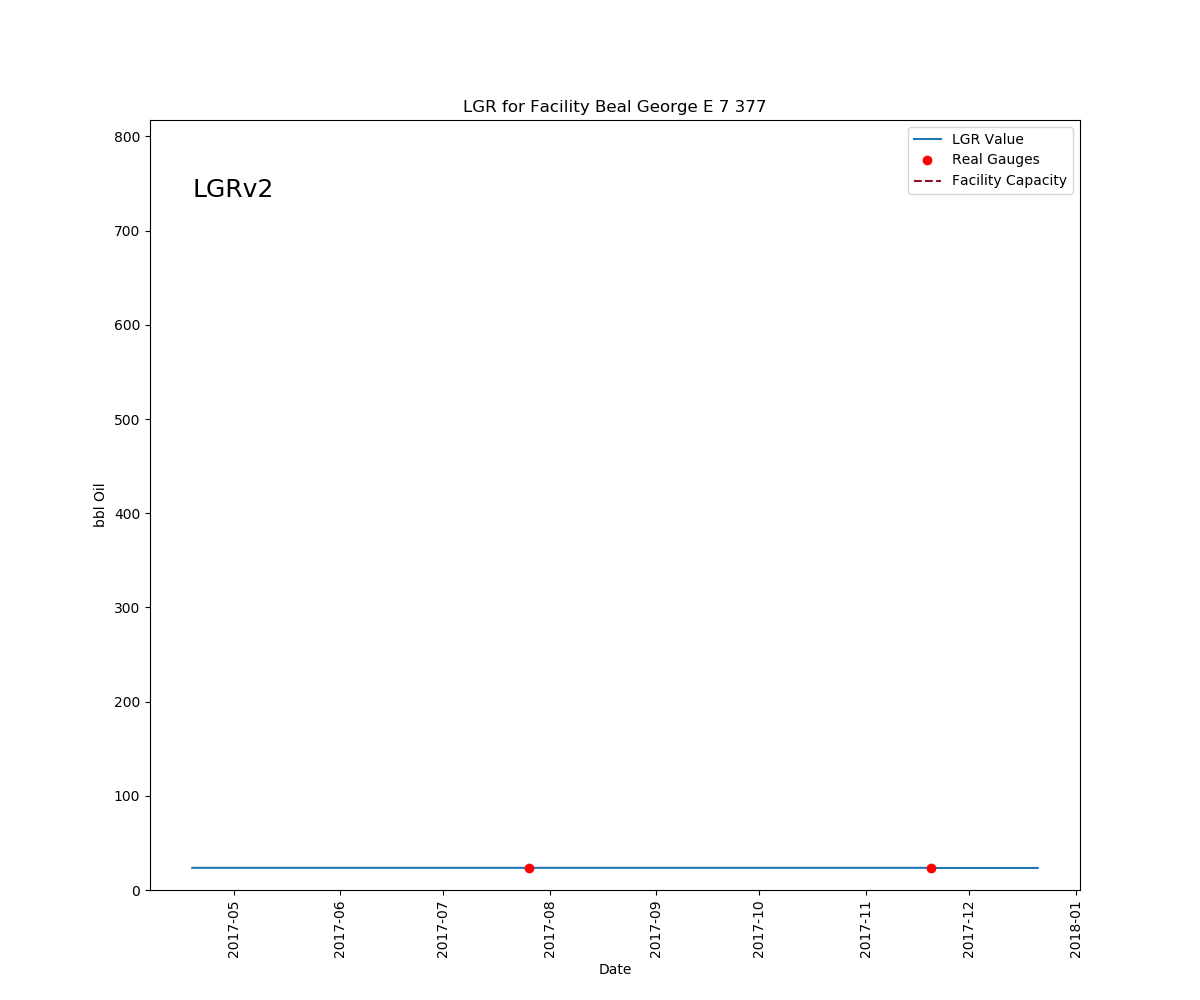 LGR for Facility Beal George E 7 377
LGR Value
Real Gauges
Facility Capacity
LGRv2
bbl Oil
800
700
600
500
400
300
200
100
0
2017-05
2017-06
2017-07
2017-08
2017-09
2017-10
2017-11
2017-12
2018-01
Date